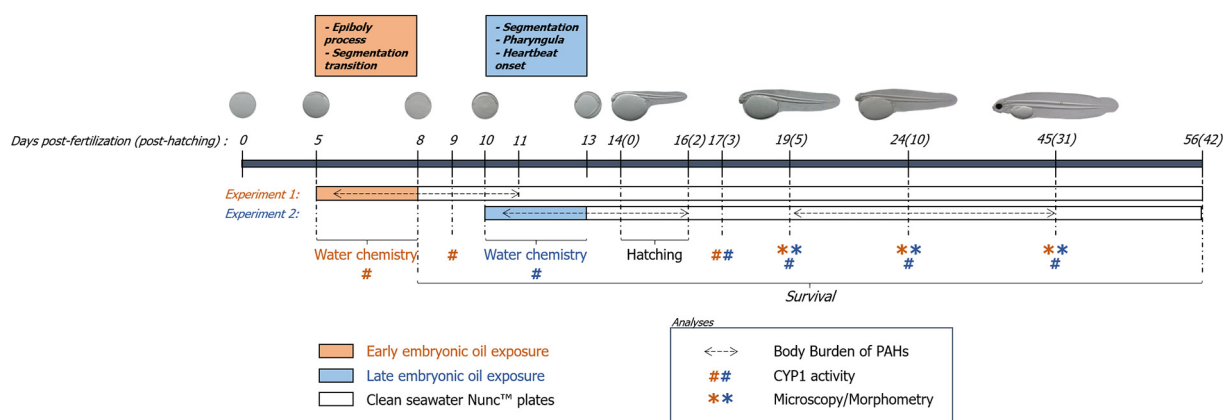 - Epiboly
process
- Segmentation
transition
- Segmentation
- Pharyngula
- Heartbeat
onset
Days post-fertilization (post-hatching) : 0 5 8 9 10 11 13 14(0) 16(2) 17(3) 19(5) 24(10) 45(31) 56(42)
Experiment 1:
Experiment 2:
Water chemistry # Water chemistry Hatching ## ** ** **
# # # # #
Survival
Analyses
Early embryonic oil exposure
Late embryonic oil exposure
Clean seawater Nunc™ plates
Body Burden of PAHs
## CYP1 activity
** Microscopy/Morphometry